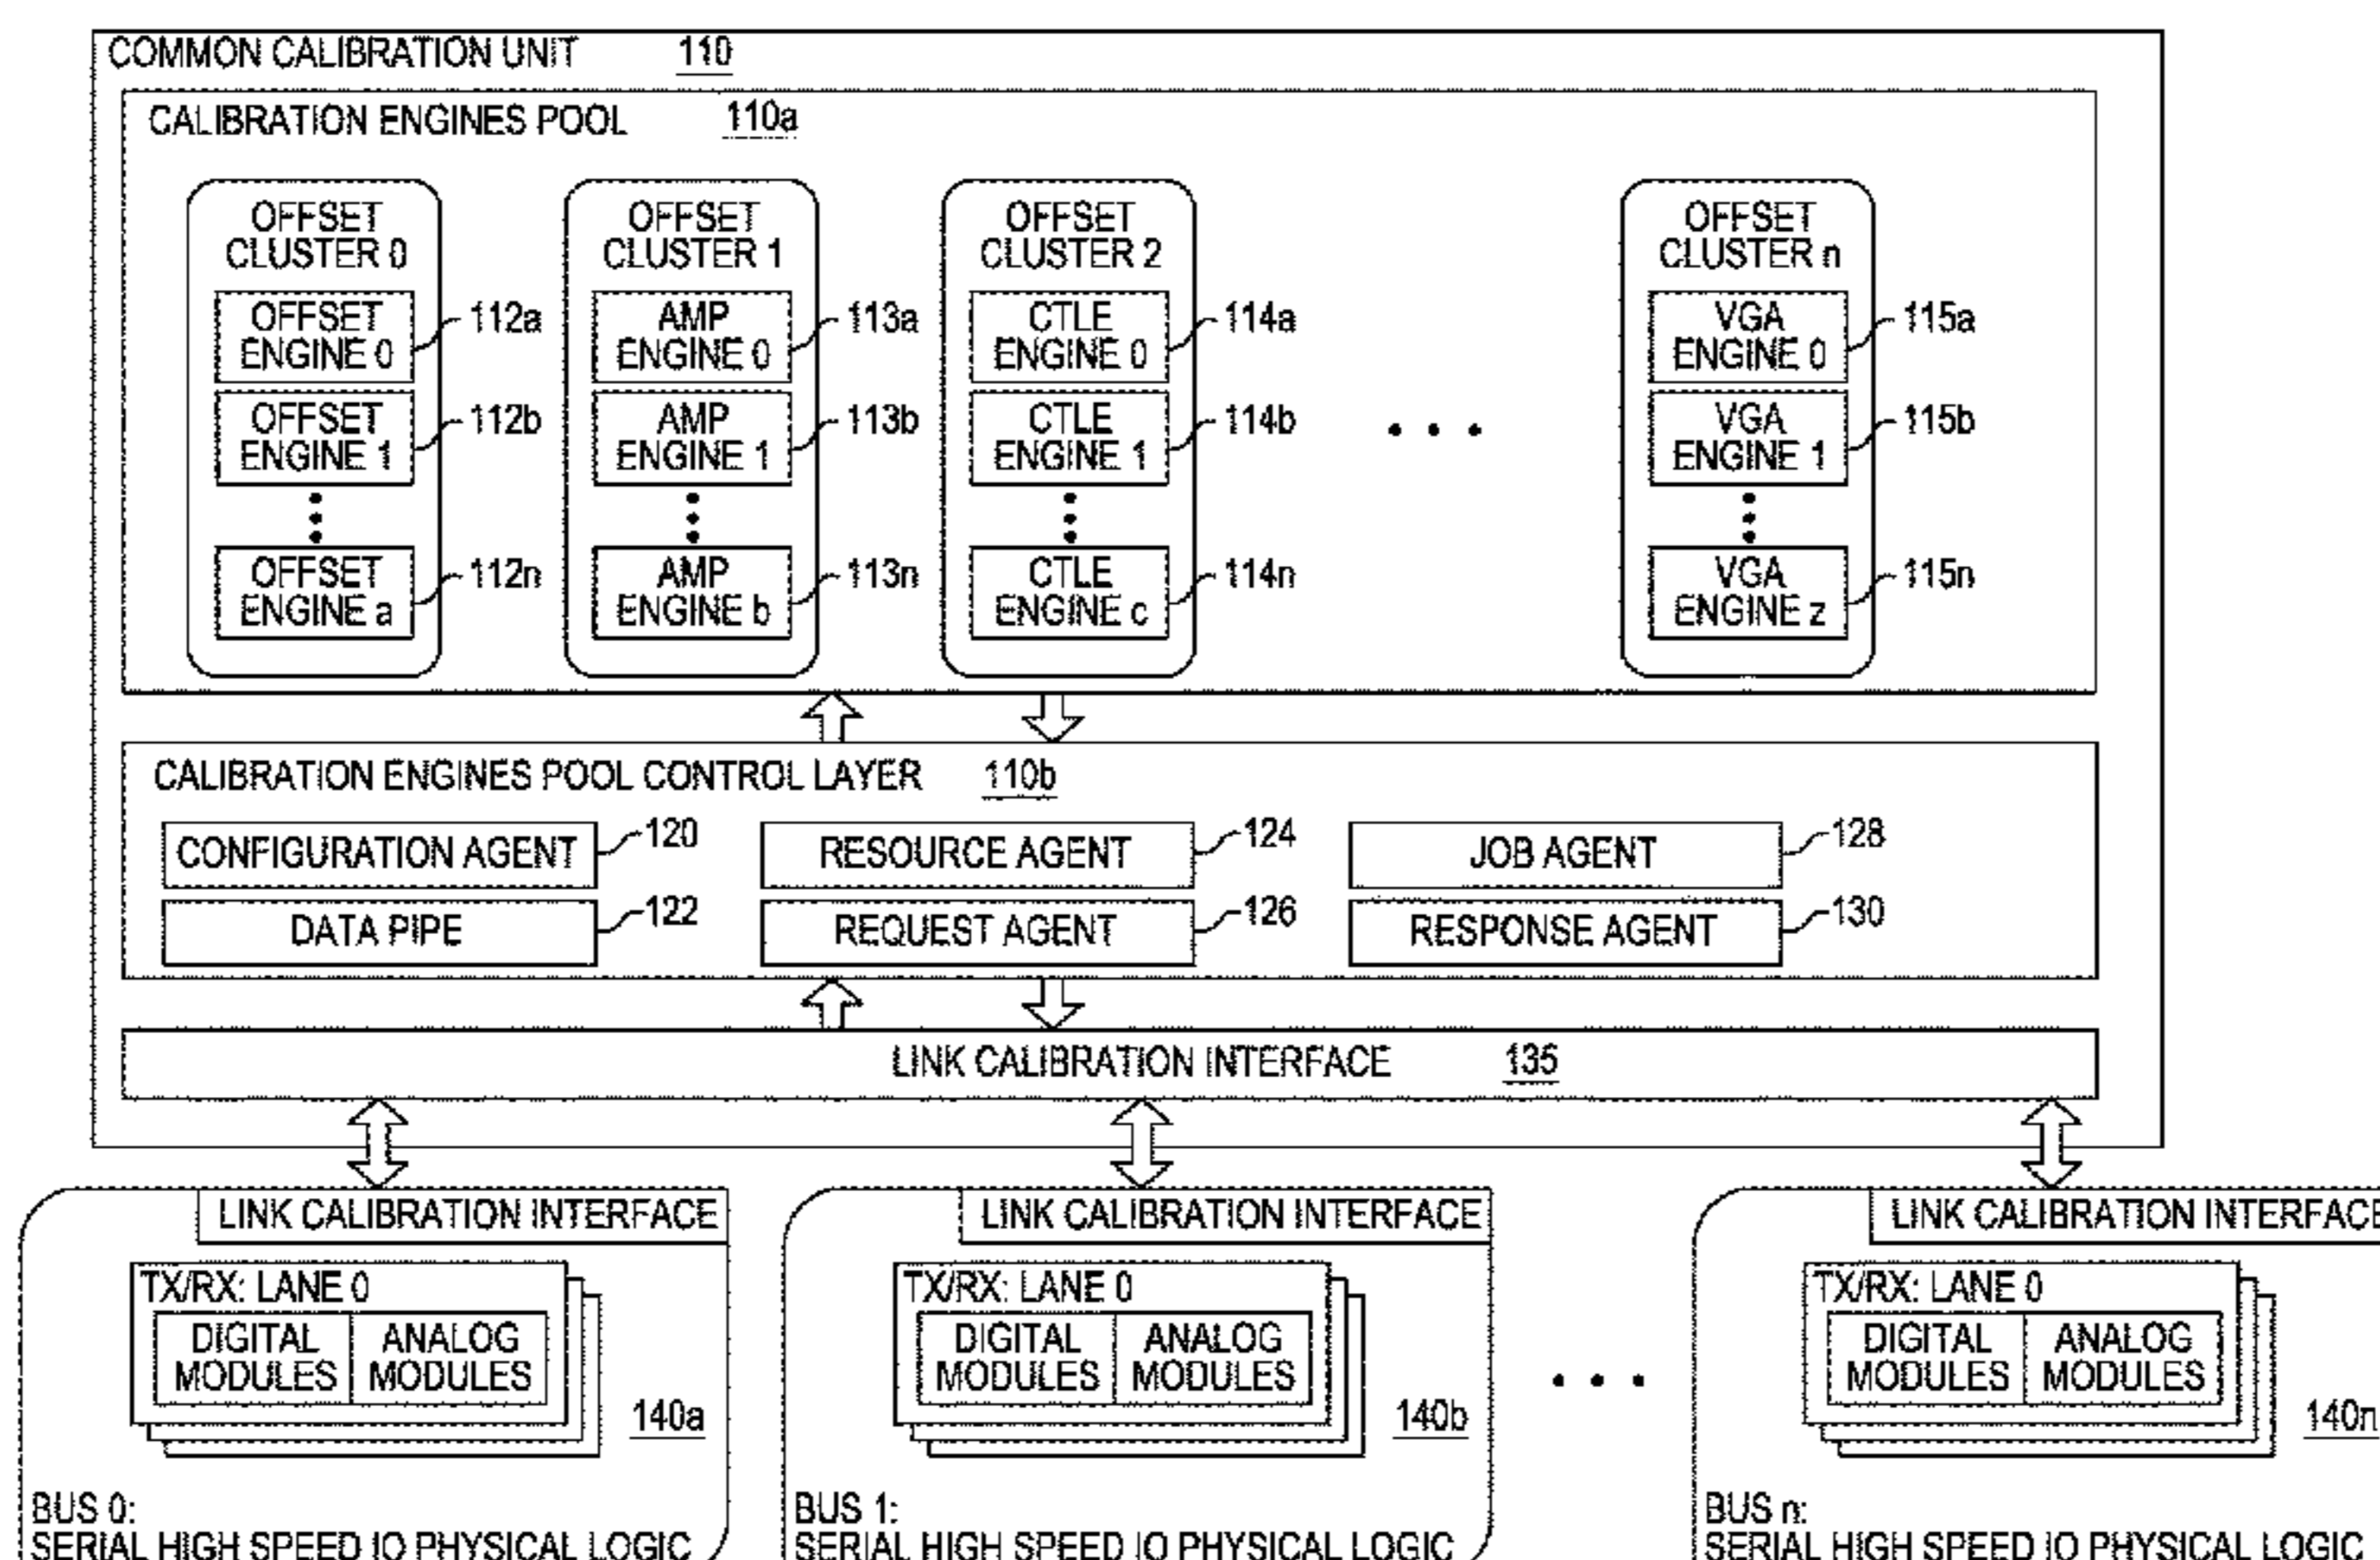 COMMON CALIBRATION UNIT 110
CALIBRATION ENGINES POOL 110a
OFFSET
CLUSTER 0
OFFSET
ENGINE 0
112a
OFFSET
ENGINE 1
112b
OFFSET
ENGINE a
112n
OFFSET
CLUSTER 1
AMP
ENGINE 0
113a
AMP
ENGINE 1
113b
AMP
ENGINE b
113n
OFFSET
CLUSTER 2
CTLE
ENGINE 0
114a
CTLE
ENGINE 1
114b
CTLE
ENGINE c
114n
OFFSET
CLUSTER n
VGA
ENGINE 0
115a
VGA
ENGINE 1
115b
VGA
ENGINE z
115n
CALIBRATION ENGINES POOL CONTROL LAYER 110b
CONFIGURATION AGENT 120
RESOURCE AGENT 124
JOB AGENT 128
DATA PIPE 122
REQUEST AGENT 126
RESPONSE AGENT 130
LINK CALIBRATION INTERFACE 135
LINK CALIBRATION INTERFACE
TX/RX: LANE 0
DIGITAL
MODULES
ANALOG
MODULES
140a
BUS 0:
SERIAL HIGH SPEED IO PHYSICAL LOGIC
LINK CALIBRATION INTERFACE
TX/RX: LANE 0
DIGITAL
MODULES
ANALOG
MODULES
140b
BUS 1:
SERIAL HIGH SPEED IO PHYSICAL LOGIC
LINK CALIBRATION INTERFACE
TX/RX: LANE 0
DIGITAL
MODULES
ANALOG
MODULES
140n
BUS n:
SERIAL HIGH SPEED IO PHYSICAL LOGIC